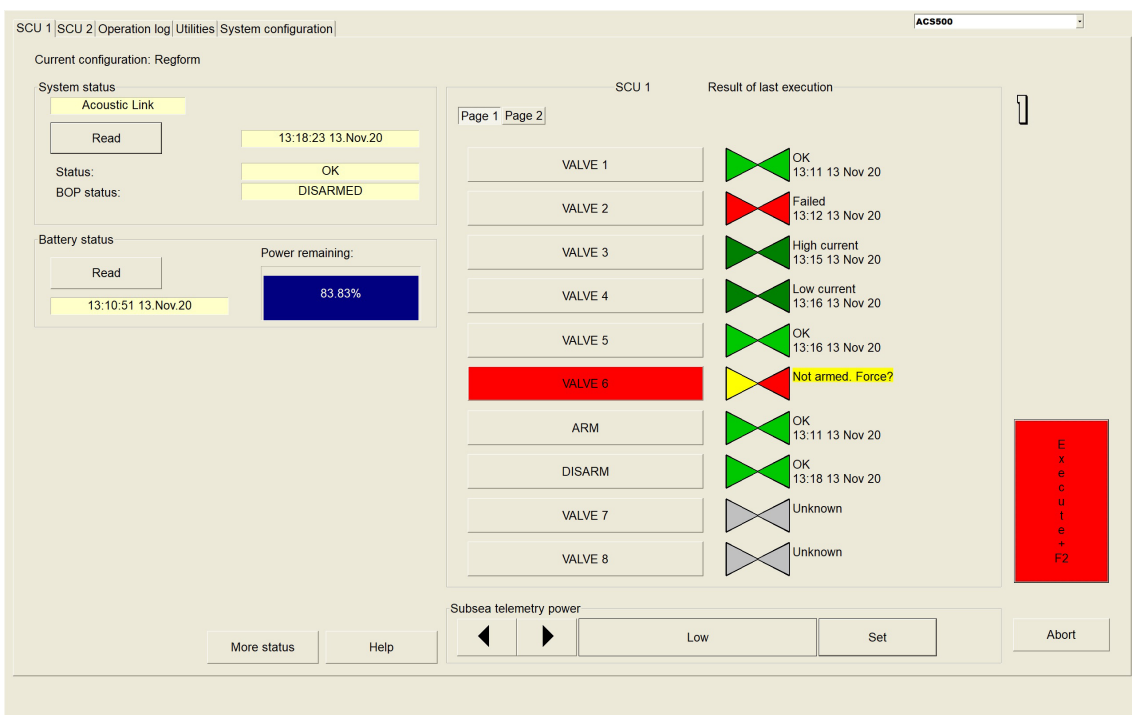 ACS500
SCU 1 SCU 2 Operation log Utilities System configuration
Current configuration: Regform
System status
Acoustic Link
Read
13:18:23 13.Nov.20
Status:
OK
BOP status:
DISARMED
Battery status
Read
Power remaining:
83.83%
13:10:51 13.Nov.20
SCU 1
Result of last execution
Page 1 Page 2
VALVE 1
OK
13:11 13 Nov 20
VALVE 2
Failed
13:12 13 Nov 20
VALVE 3
High current
13:15 13 Nov 20
VALVE 4
Low current
13:16 13 Nov 20
VALVE 5
OK
13:16 13 Nov 20
VALVE 6
Not armed. Force?
ARM
OK
13:11 13 Nov 20
DISARM
OK
13:18 13 Nov 20
VALVE 7
Unknown
VALVE 8
Unknown
Execute+F2
Subsea telemetry power
Low
Set
Abort
More status
Help